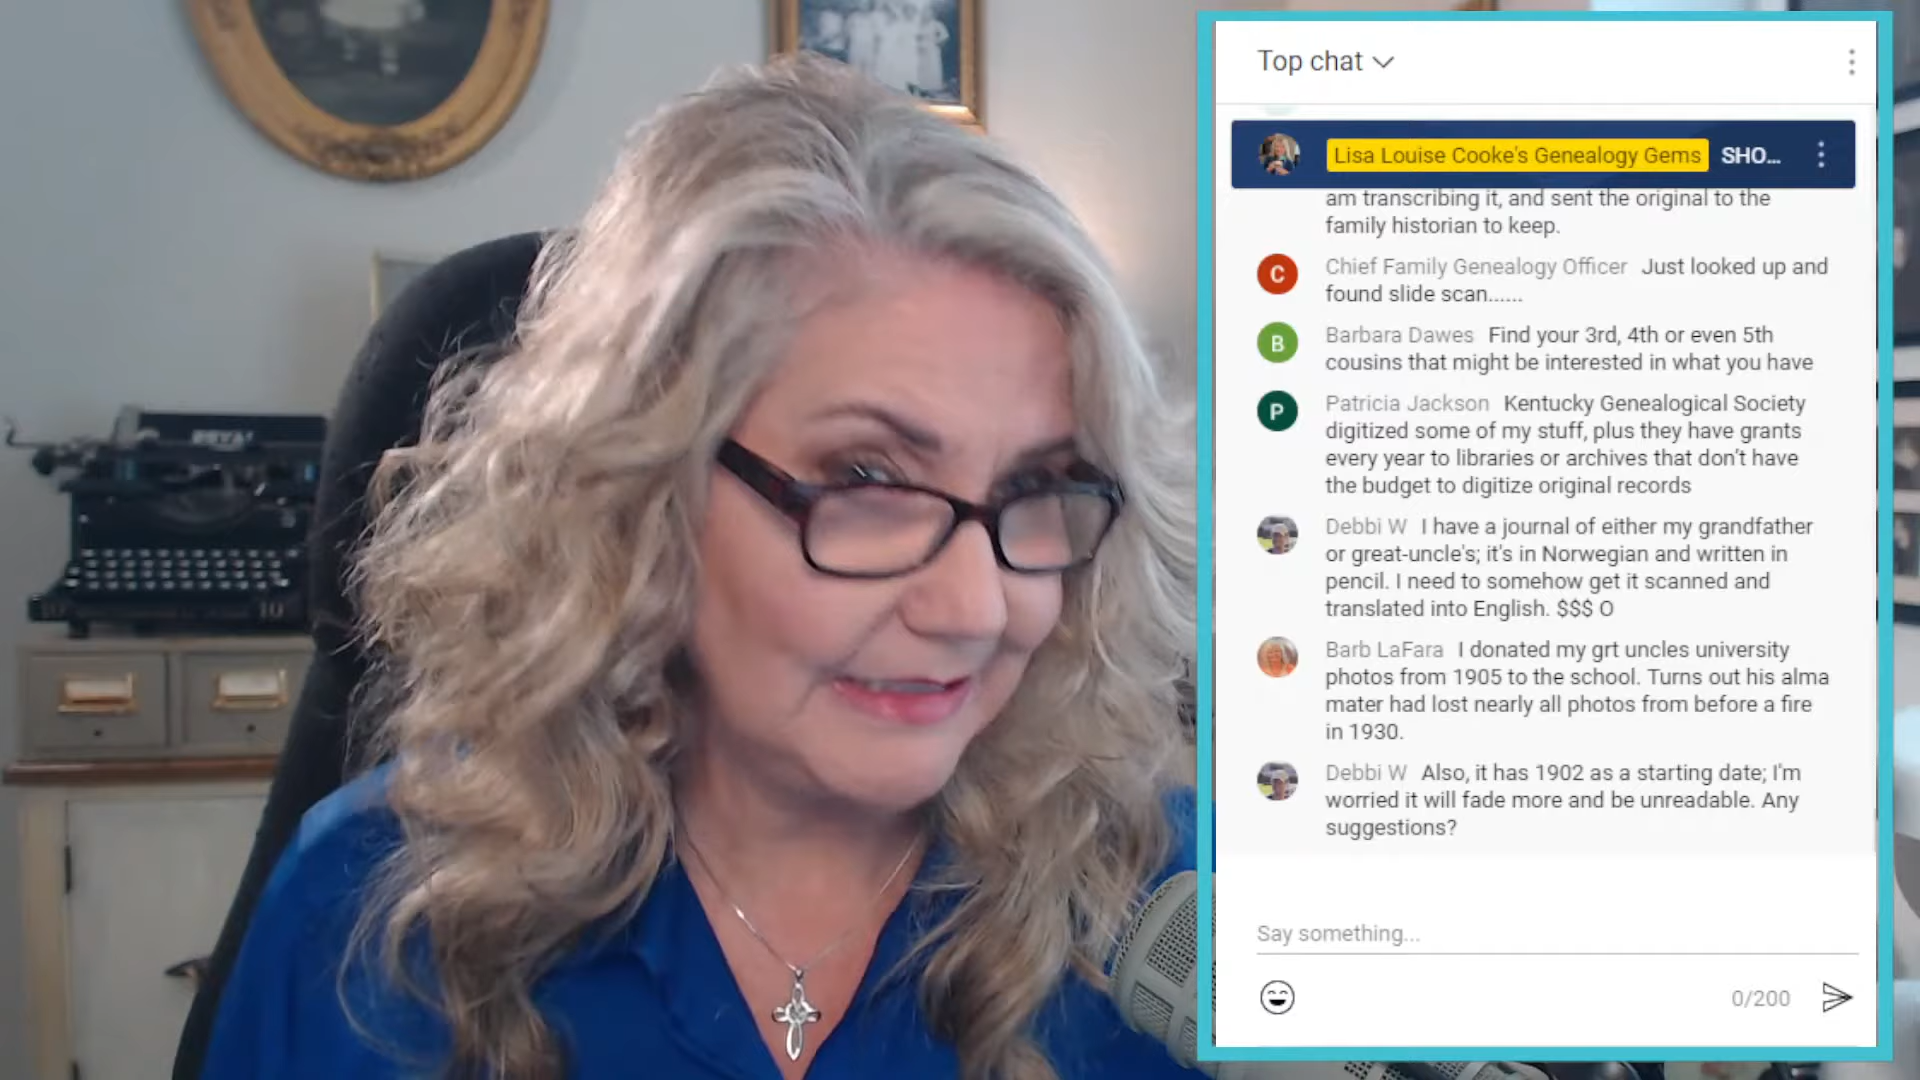 Top chat
Lisa Louise Cooke's Genealogy Gems SHO...
am transcribing it, and sent the original to the
family historian to keep.
C
Chief Family Genealogy Officer Just looked up and
found slide scan......
B
Barbara Dawes Find your 3rd, 4th or even 5th
cousins that might be interested in what you have
P
Patricia Jackson Kentucky Genealogical Society
digitized some of my stuff, plus they have grants
every year to libraries or archives that don't have
the budget to digitize original records
Debbi W I have a journal of either my grandfather
or great-uncle's; it's in Norwegian and written in
pencil. I need to somehow get it scanned and
translated into English. $$$ O
Barb LaFara I donated my grt uncles university
photos from 1905 to the school. Turns out his alma
mater had lost nearly all photos from before a fire
in 1930.
Debbi W Also, it has 1902 as a starting date; I'm
worried it will fade more and be unreadable. Any
suggestions?
Say something...
0/200